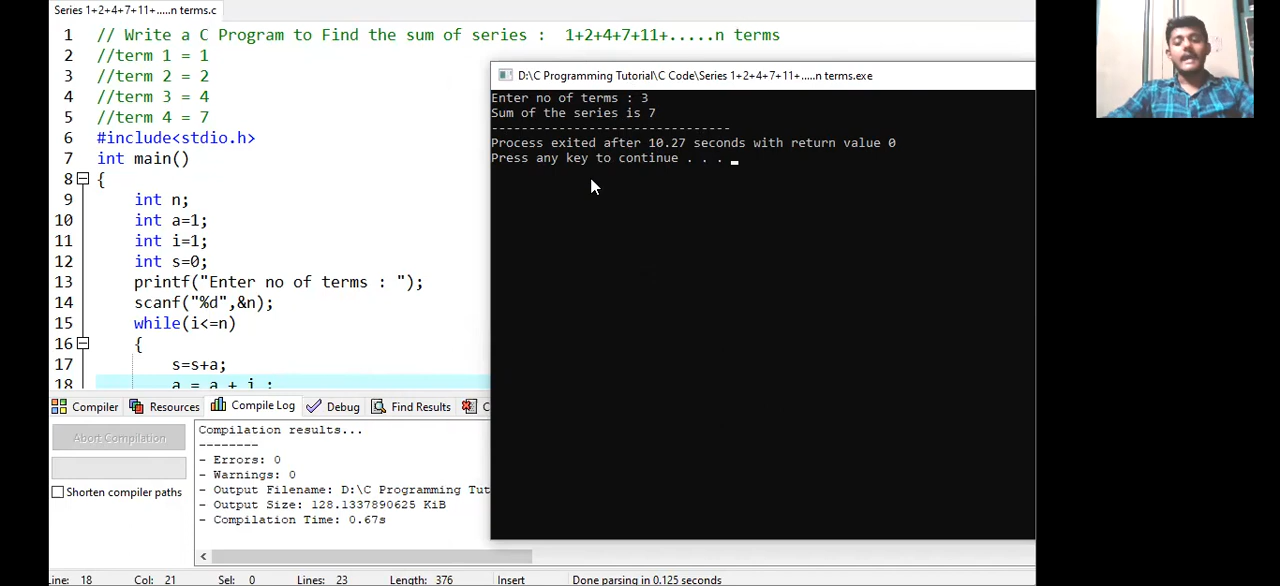 Series 1+2+4+7+11+.....n terms.c
1 // Write a C Program to Find the sum of series :  1+2+4+7+11+.....n terms
2 //term 1 = 1
3 //term 2 = 2
4 //term 3 = 4
5 //term 4 = 7
6 #include<stdio.h>
7 int main()
8 {
9 int n;
10 int a=1;
11 int i=1;
12 int s=0;
13 printf("Enter no of terms : ");
14 scanf("%d",&n);
15 while(i<=n)
16 {
17 s=s+a;
18 a = a + i ;
D:\C Programming Tutorial\C Code\Series 1+2+4+7+11+.....n terms.exe
Enter no of terms : 3
Sum of the series is 7
--------------------------------
Process exited after 10.27 seconds with return value 0
Press any key to continue . . .
Compiler Resources Compile Log Debug Find Results C
Abort Compilation
Shorten compiler paths
Compilation results...
--------
- Errors: 0
- Warnings: 0
- Output Filename: D:\C Programming Tut
- Output Size: 128.1337890625 KiB
- Compilation Time: 0.67s
Line: 18 Col: 21 Sel: 0 Lines: 23 Length: 376 Insert Done parsing in 0.125 seconds